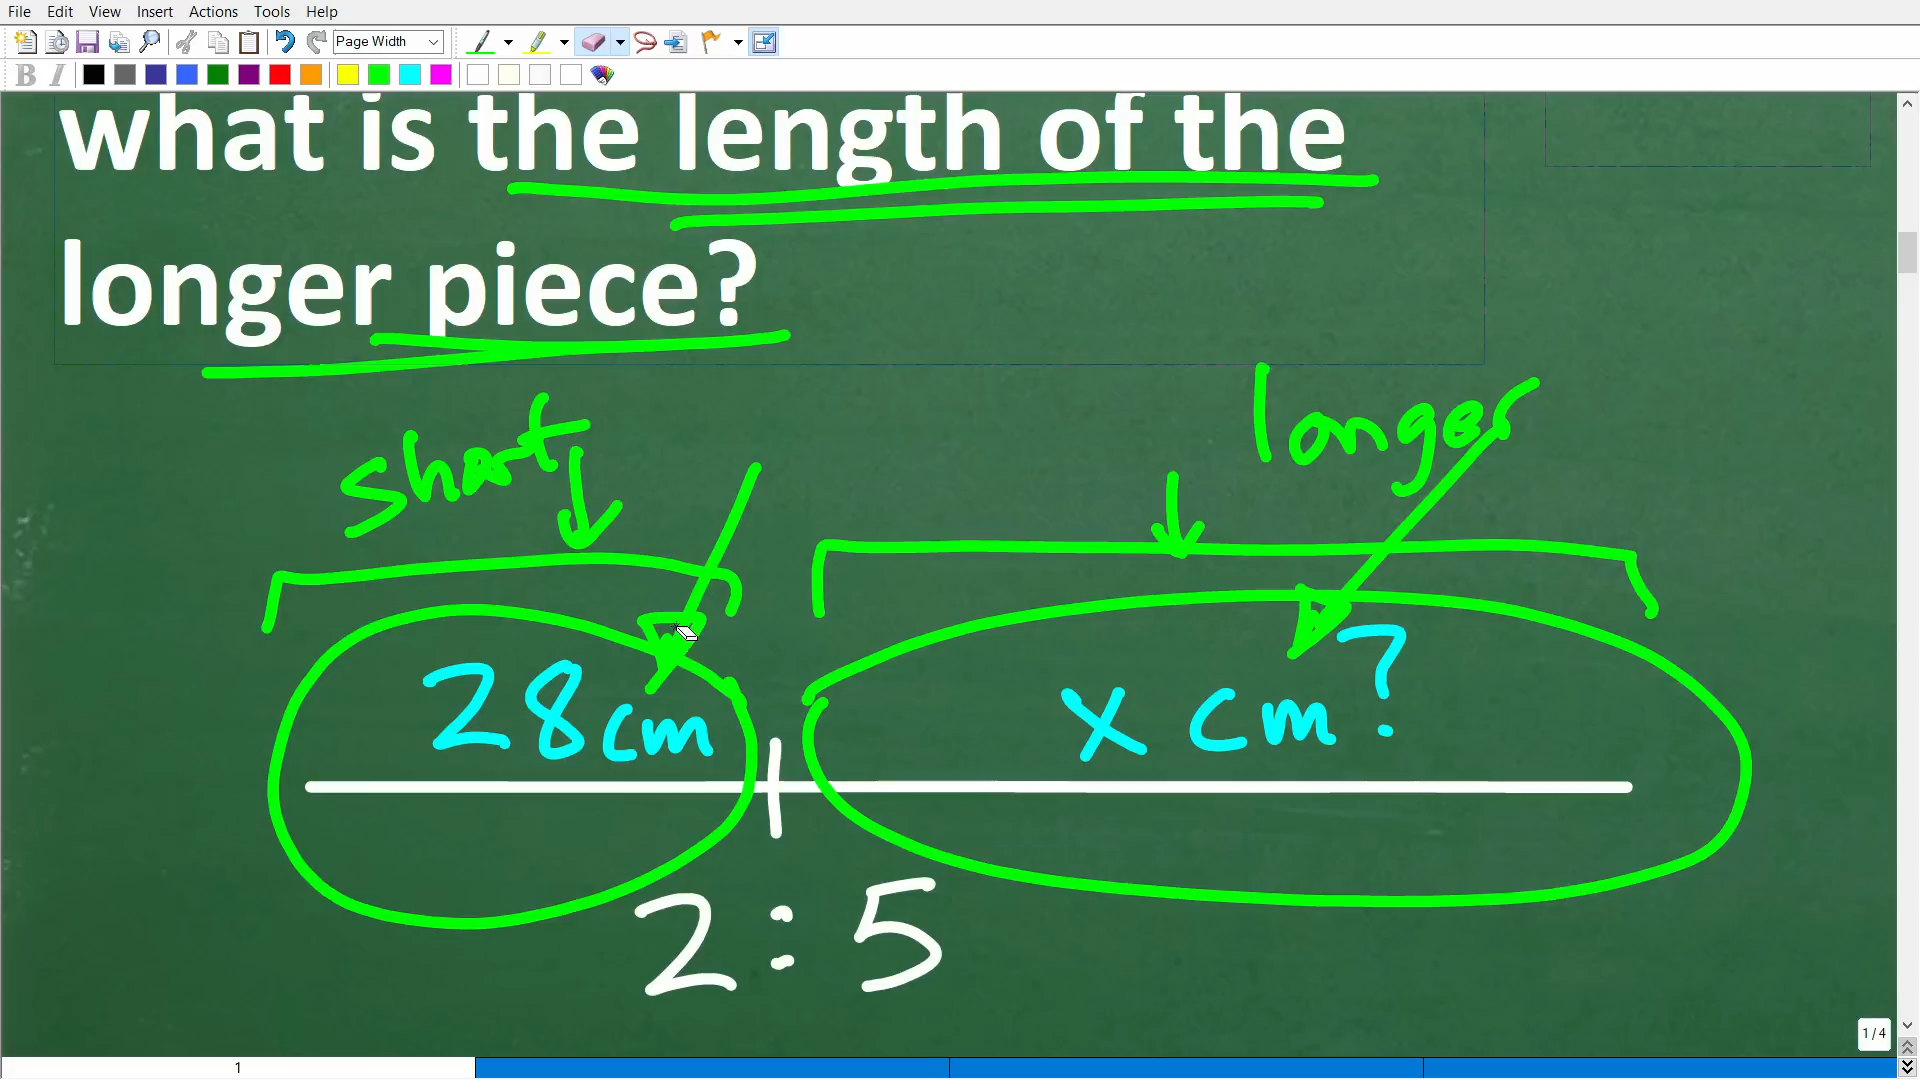 File Edit View Insert Actions Tools Help
Page Width
B I
what is the length of the
longer piece?
short
longer
28cm
x cm?
2:5
1/4
1